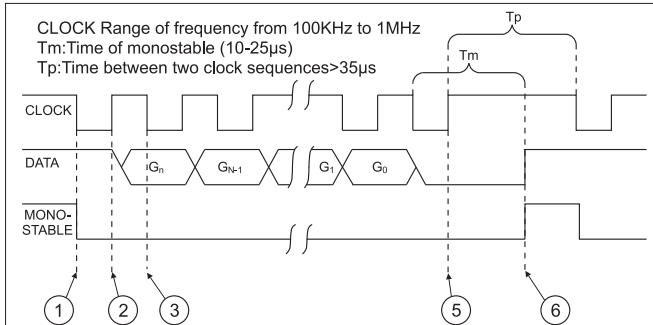 CLOCK Range of frequency from 100KHz to 1MHz
Tm:Time of monostable (10-25µs)
Tp:Time between two clock sequences>35µs
Tp
Tm
CLOCK
DATA
Gn
GN-1
G1
G0
MONO-
STABLE
1
2
3
5
6